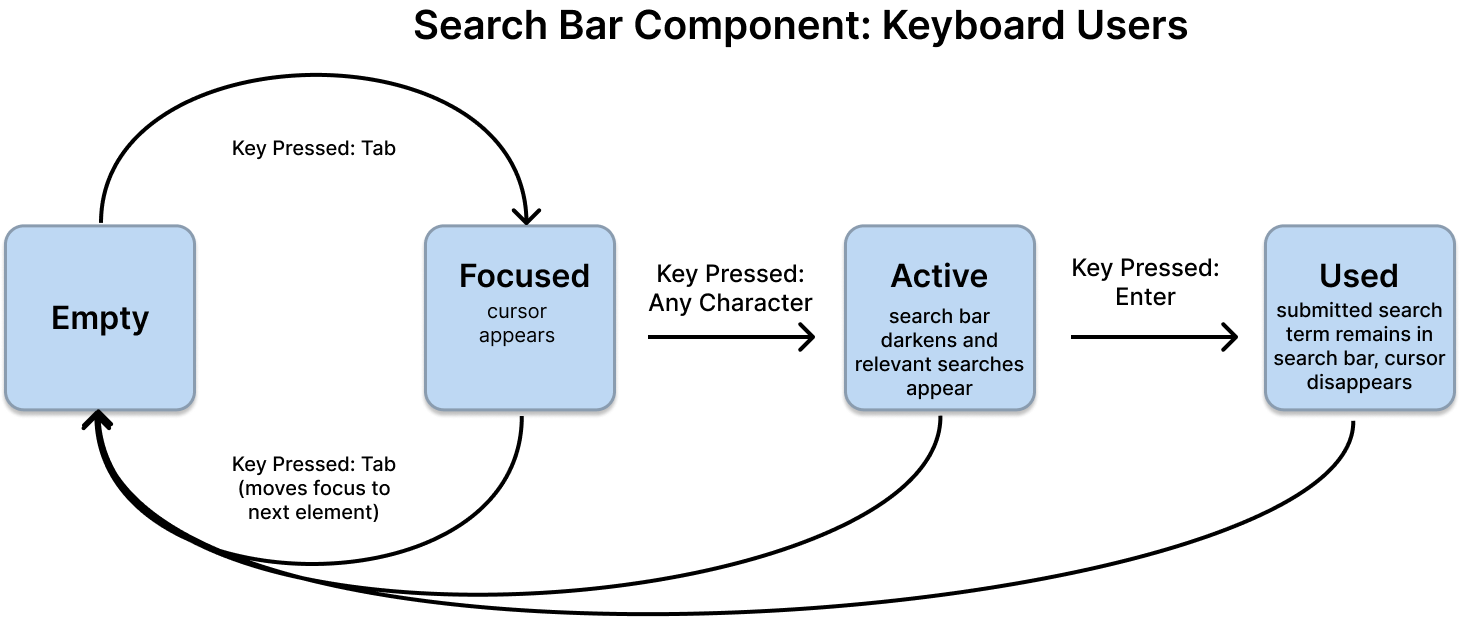 Search Bar Component: Keyboard Users
Key Pressed: Tab
Empty
Focused
cursor
appears
Key Pressed:
Any Character
Active
search bar
darkens and
relevant searches
appear
Key Pressed:
Enter
Used
submitted search
term remains in
search bar, cursor
disappears
Key Pressed: Tab
(moves focus to
next element)